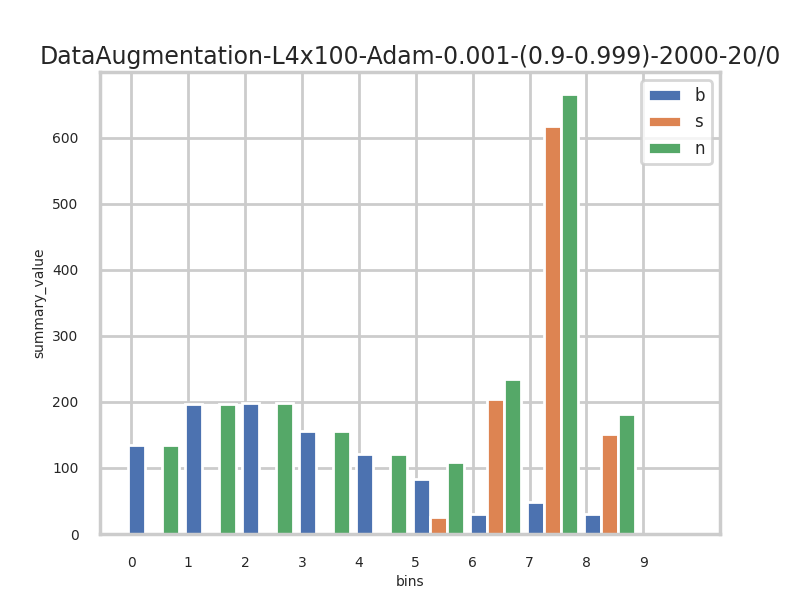 DataAugmentation-L4x100-Adam-0.001-(0.9-0.999)-2000-20/0
b
s
n
600
500
400
300
200
100
0
summary_value
0 1 2 3 4 5 6 7 8 9
bins